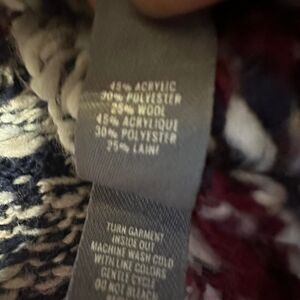 45% ACRYLIC
30% POLYESTER
25% WOOL
45% ACRYLIQUE
30% POLYESTER
25% LAINE
TURN GARMENT
INSIDE OUT
MACHINE WASH COLD
WITH LIKE COLORS
GENTLE CYCLE
DO NOT BLEACH